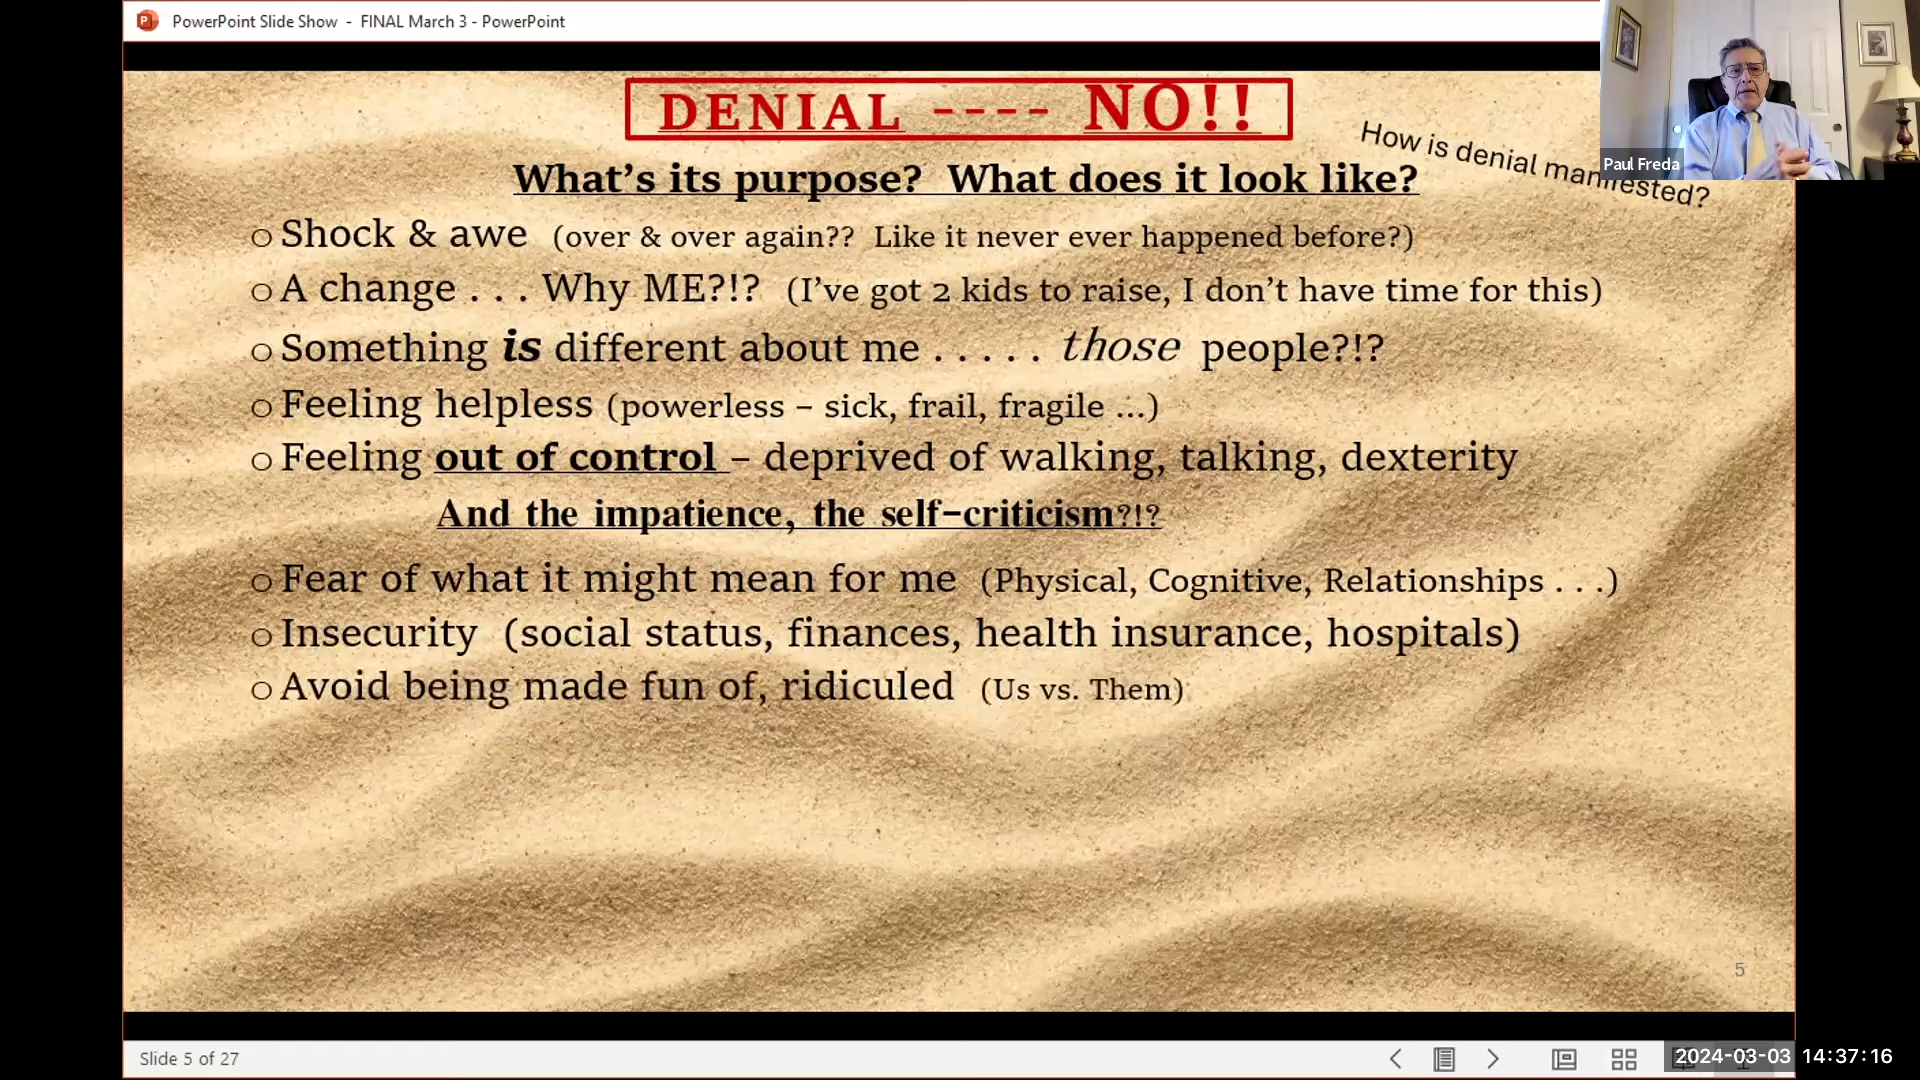 PowerPoint Slide Show - FINAL March 3 - PowerPoint
DENIAL ---- NO!!
How is denial manifested?
Paul Freda
What’s its purpose? What does it look like?
o Shock & awe (over & over again?? Like it never ever happened before?)
o A change . . . Why ME?!? (I’ve got 2 kids to raise, I don’t have time for this)
o Something is different about me . . . . . those people?!?
o Feeling helpless (powerless – sick, frail, fragile ...)
o Feeling out of control – deprived of walking, talking, dexterity
And the impatience, the self-criticism?!?
o Fear of what it might mean for me (Physical, Cognitive, Relationships . . .)
o Insecurity (social status, finances, health insurance, hospitals)
o Avoid being made fun of, ridiculed (Us vs. Them)
5
Slide 5 of 27
2024-03-03 14:37:16